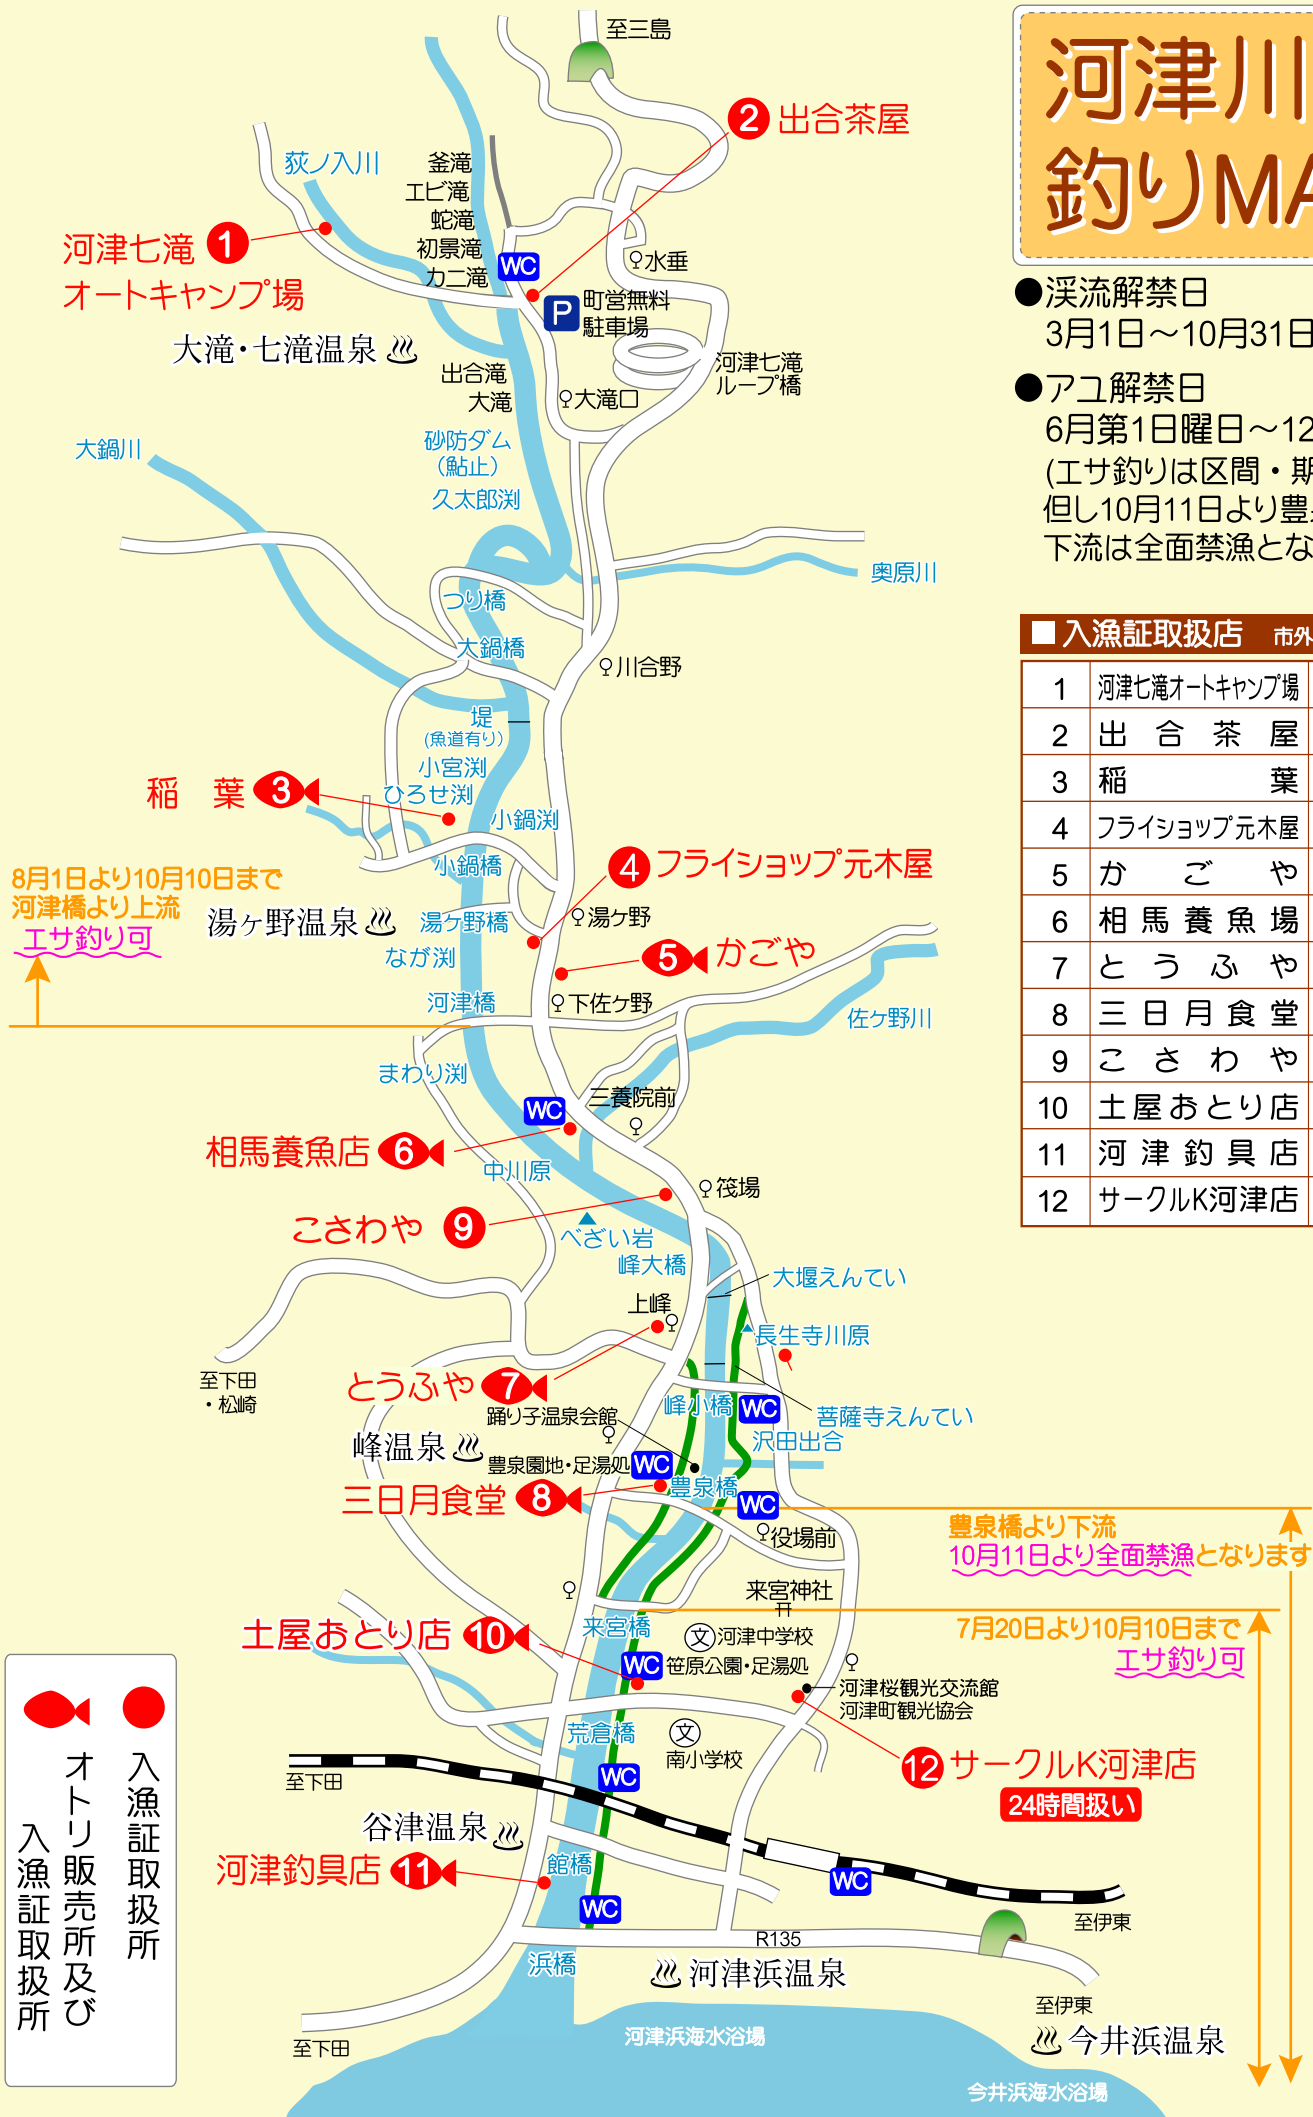 河津川
釣りMA
●渓流解禁日
3月1日～10月31日
●アユ解禁日
6月第1日曜日～12
(エサ釣りは区間・期
但し10月11日より豊
下流は全面禁漁とな
■入漁証取扱店 市外
1 河津七滝オートキャンプ場
2 出合茶屋
3 稲葉
4 フライショップ元木屋
5 かごや
6 相馬養魚場
7 とうふや
8 三日月食堂
9 こさわや
10 土屋おとり店
11 河津釣具店
12 サークルK河津店
至三島
2 出合茶屋
荻ノ入川
釜滝
エビ滝
蛇滝
初景滝
カニ滝
河津七滝 1
オートキャンプ場
WC
水垂
P 町営無料
駐車場
大滝・七滝温泉
河津七滝
ループ橋
出合滝
大滝
大滝口
大鍋川
砂防ダム
（鮎止）
久太郎渕
奥原川
つり橋
大鍋橋
川合野
堤
(魚道有り)
小宮渕
ひろせ渕
稲 葉 3
小鍋渕
小鍋橋
4 フライショップ元木屋
8月1日より10月10日まで
河津橋より上流
エサ釣り可
湯ヶ野温泉
湯ヶ野橋
湯ヶ野
なが渕
5 かごや
河津橋
下佐ヶ野
佐ヶ野川
まわり渕
三養院前
WC
相馬養魚店 6
中川原
筏場
こさわや 9
べざい岩
峰大橋
大堰えんてい
上峰
長生寺川原
至下田
・松崎
とうふや 7
峰小橋
WC
踊り子温泉会館
菩薩寺えんてい
沢田出合
峰温泉
豊泉園地・足湯処
WC
豊泉橋
三日月食堂 8
WC
役場前
豊泉橋より下流
10月11日より全面禁漁となります
来宮神社
来宮橋
7月20日より10月10日まで
エサ釣り可
土屋おとり店 10
文 河津中学校
WC 笹原公園・足湯処
河津桜観光交流館
河津町観光協会
荒倉橋
文
南小学校
12 サークルK河津店
24時間扱い
至下田
WC
谷津温泉
河津釣具店 11
館橋
WC
WC
至伊東
R135
浜橋
河津浜温泉
至伊東
至下田
河津浜海水浴場
今井浜温泉
今井浜海水浴場
入漁証取扱所
オトリ販売所及び
入漁証取扱所